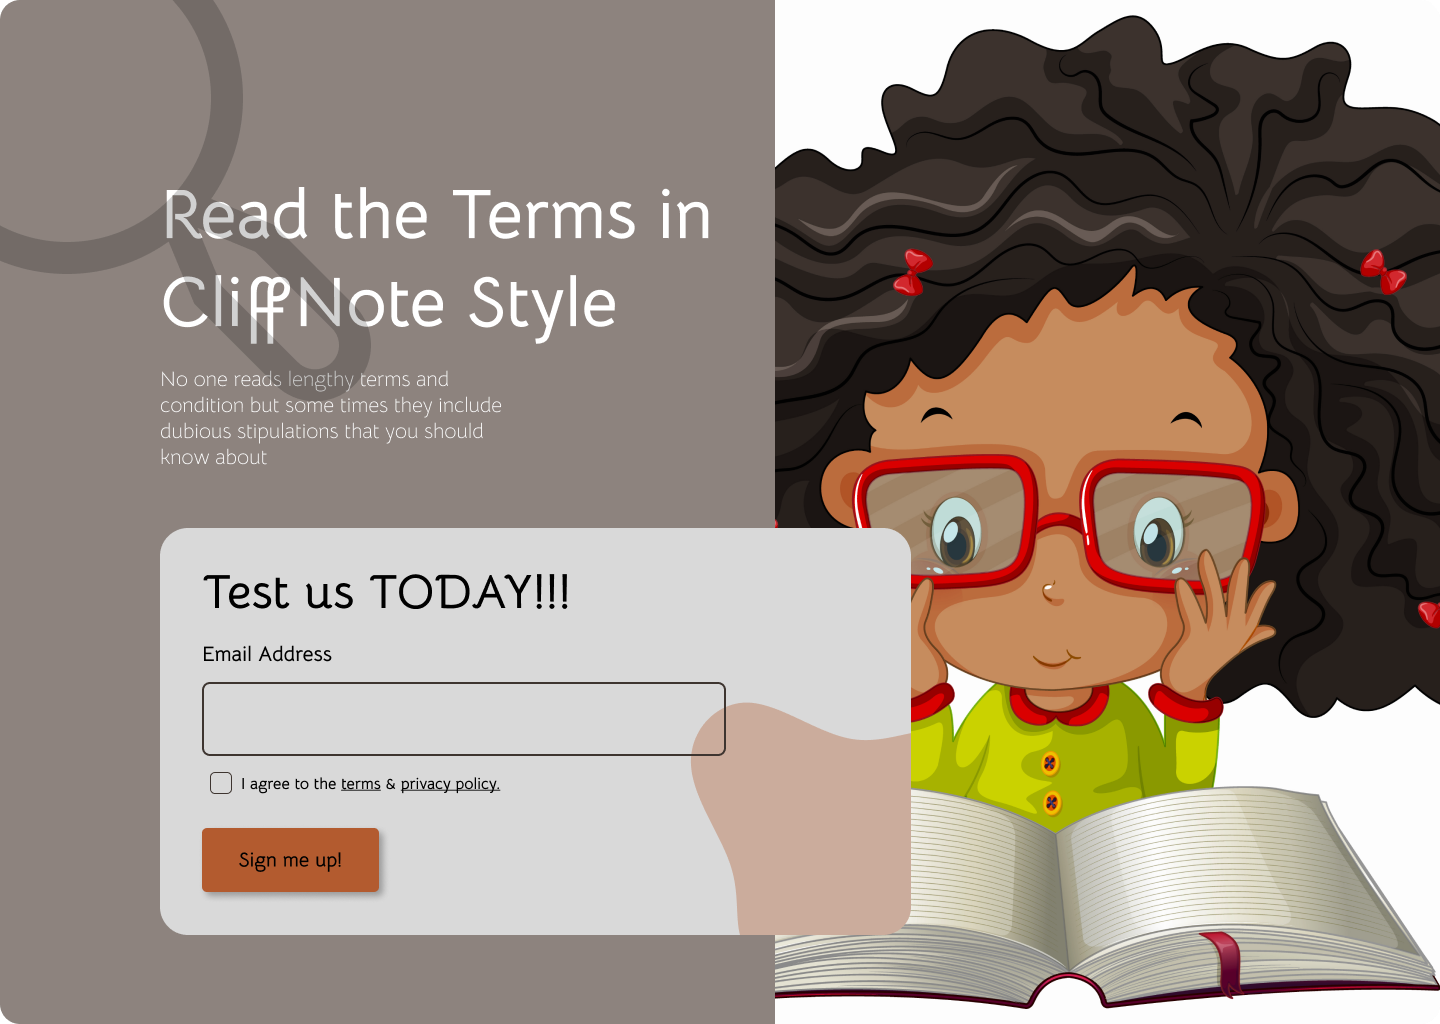 Read the Terms in
CliffNote Style
No one reads lengthy terms and
condition but some times they include
dubious stipulations that you should
know about
Test us TODAY!!!
Email Address
I agree to the terms & privacy policy.
Sign me up!